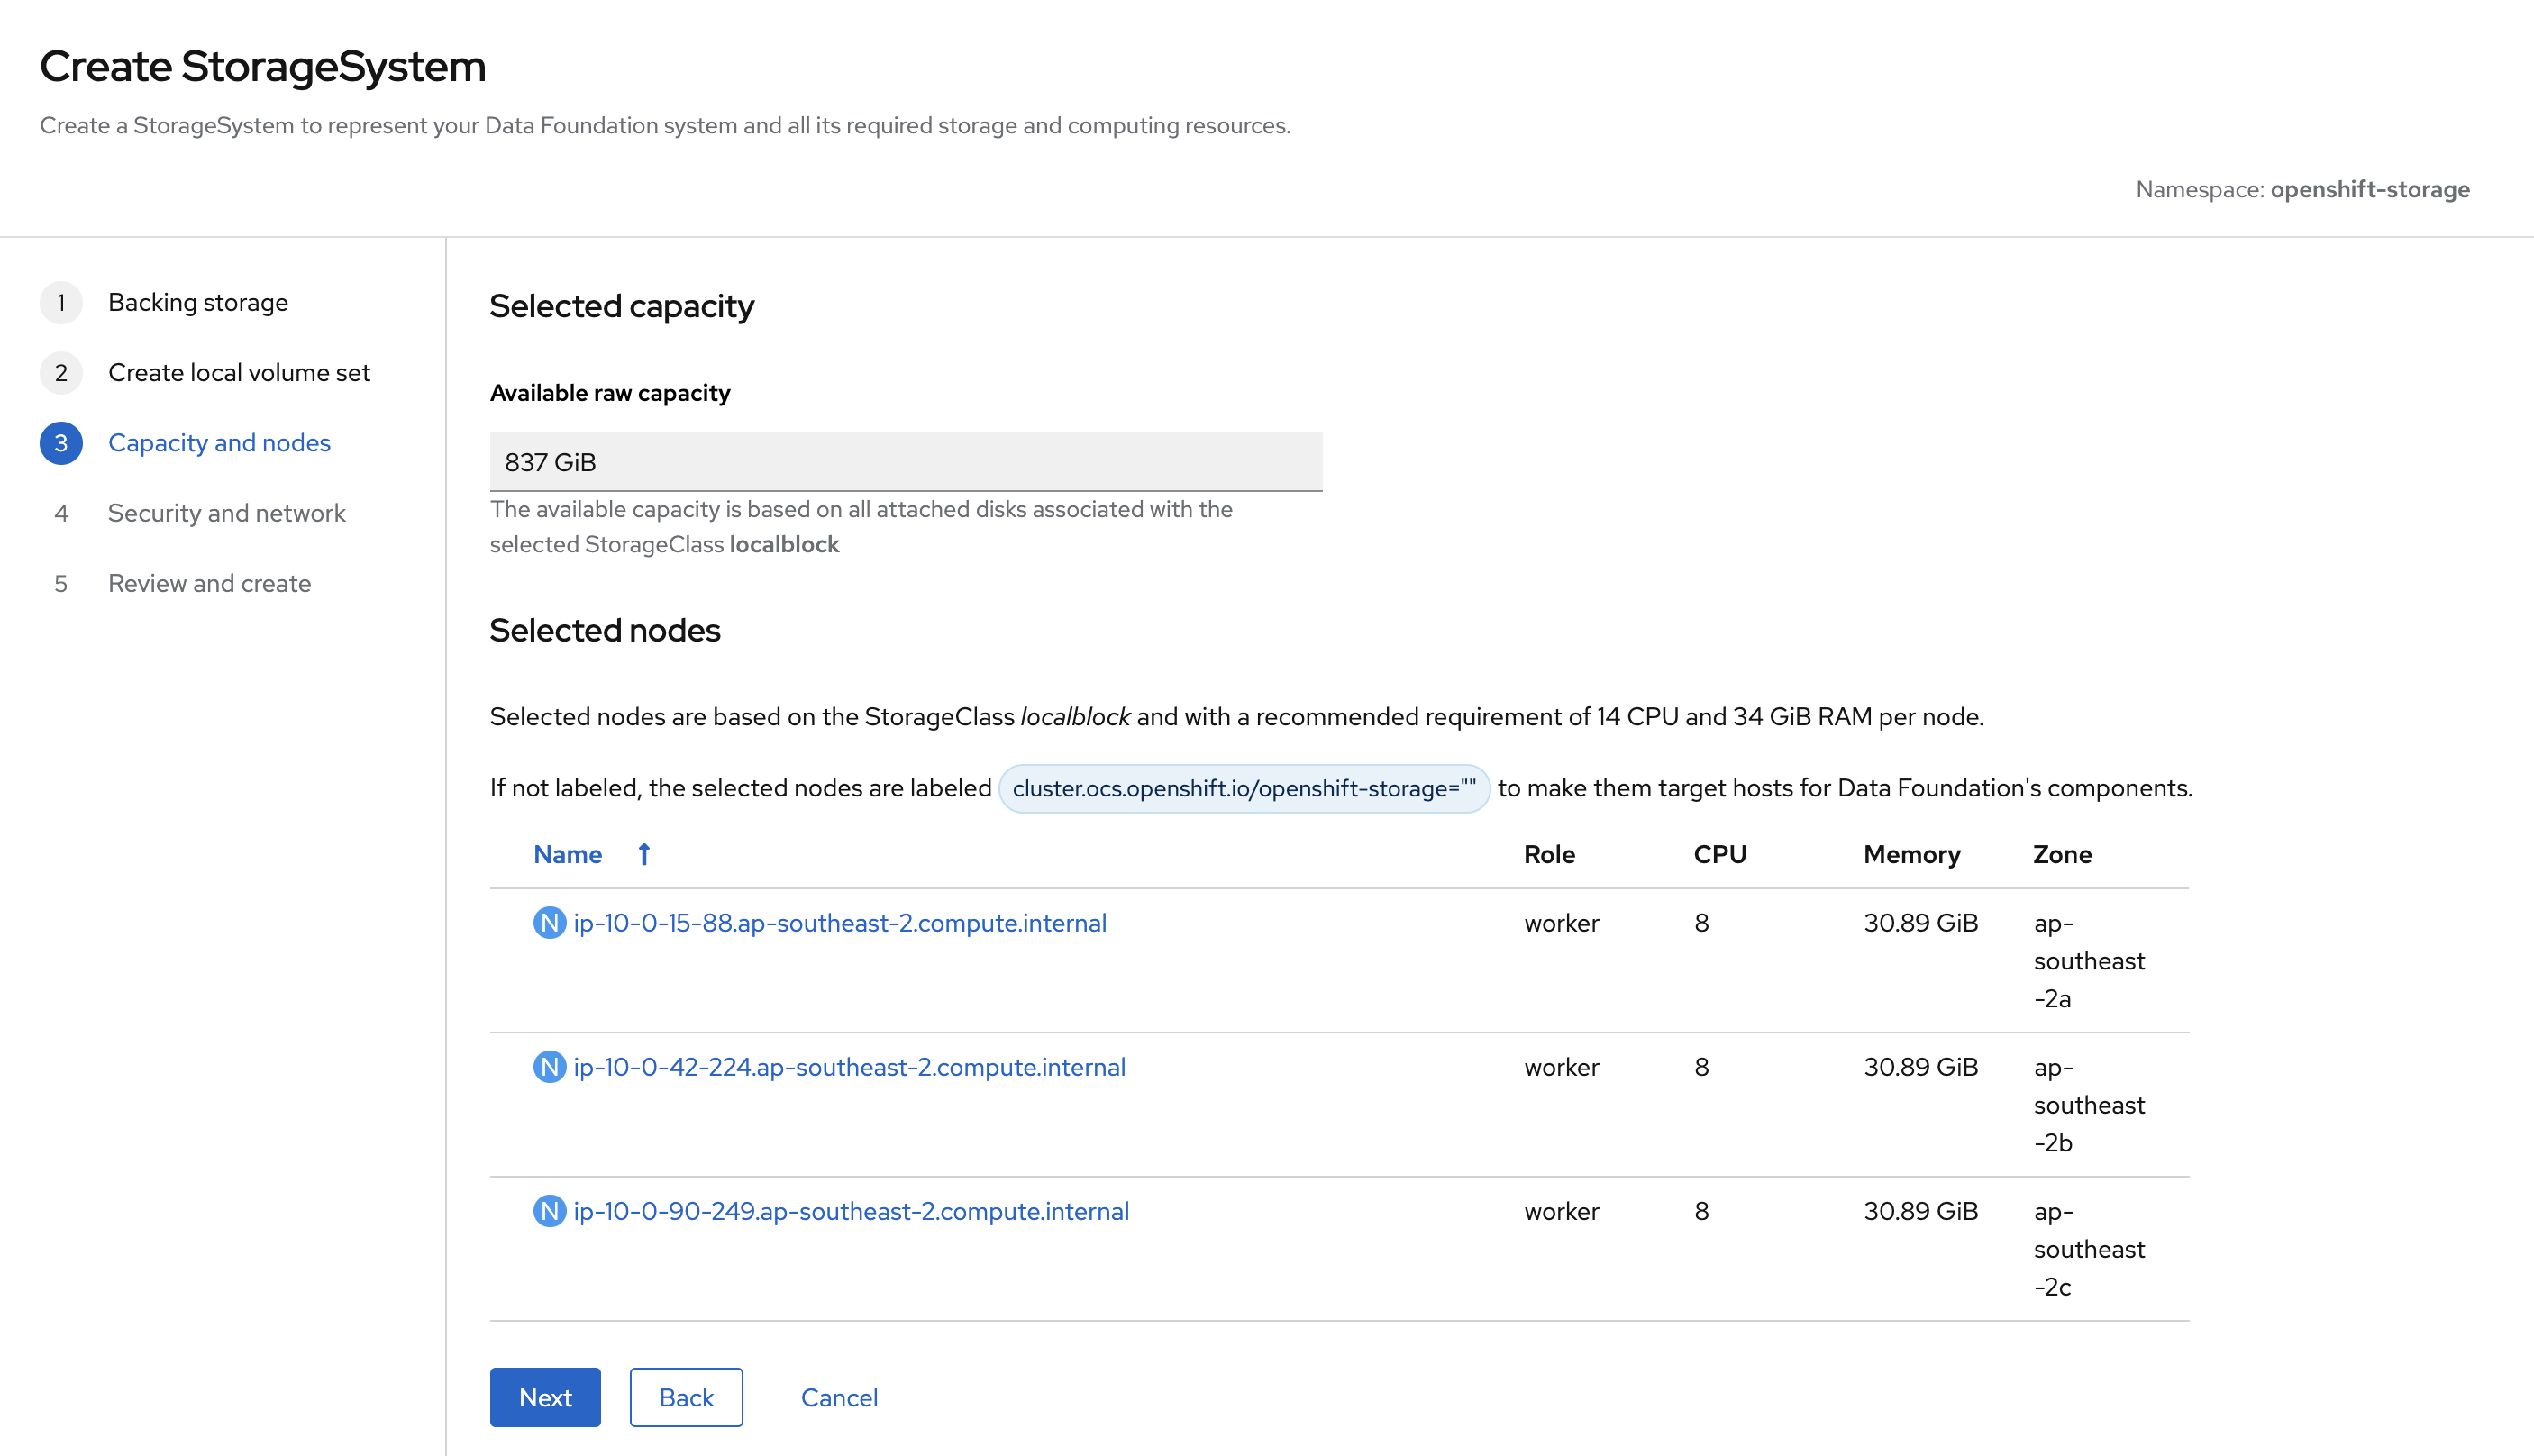 Create StorageSystem
Create a StorageSystem to represent your Data Foundation system and all its required storage and computing resources.
Namespace: openshift-storage
1 Backing storage
2 Create local volume set
3 Capacity and nodes
4 Security and network
5 Review and create
Selected capacity
Available raw capacity
837 GiB
The available capacity is based on all attached disks associated with the
selected StorageClass localblock
Selected nodes
Selected nodes are based on the StorageClass localblock and with a recommended requirement of 14 CPU and 34 GiB RAM per node.
If not labeled, the selected nodes are labeled cluster.ocs.openshift.io/openshift-storage="" to make them target hosts for Data Foundation's components.
Name ↑ Role CPU Memory Zone
N ip-10-0-15-88.ap-southeast-2.compute.internal worker 8 30.89 GiB ap-
southeast
-2a
N ip-10-0-42-224.ap-southeast-2.compute.internal worker 8 30.89 GiB ap-
southeast
-2b
N ip-10-0-90-249.ap-southeast-2.compute.internal worker 8 30.89 GiB ap-
southeast
-2c
Next Back Cancel